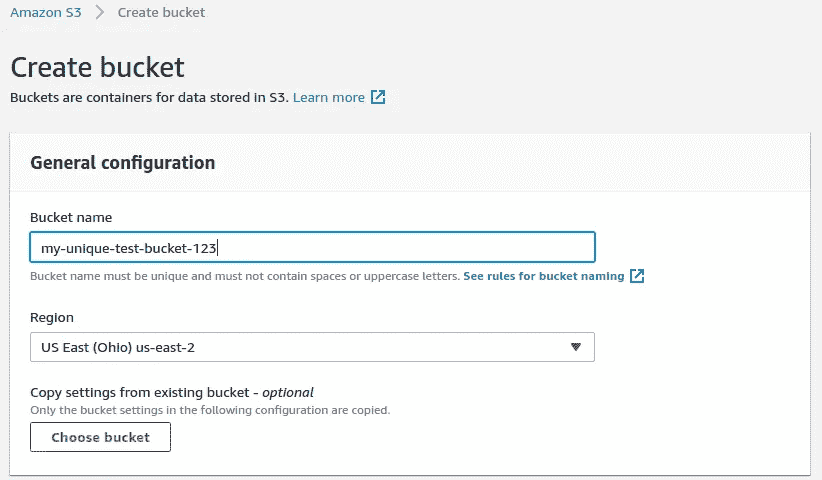 Amazon S3 > Create bucket
Create bucket
Buckets are containers for data stored in S3. Learn more
General configuration
Bucket name
my-unique-test-bucket-123
Bucket name must be unique and must not contain spaces or uppercase letters. See rules for bucket naming
Region
US East (Ohio) us-east-2
Copy settings from existing bucket - optional
Only the bucket settings in the following configuration are copied.
Choose bucket